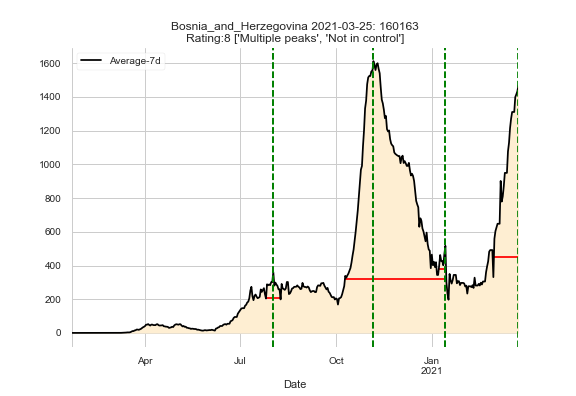 Bosnia_and_Herzegovina 2021-03-25: 160163
Rating:8 ['Multiple peaks', 'Not in control']
Average-7d
1600
1400
1200
1000
800
600
400
200
0
Apr
Jul
Oct
Jan
2021
Date